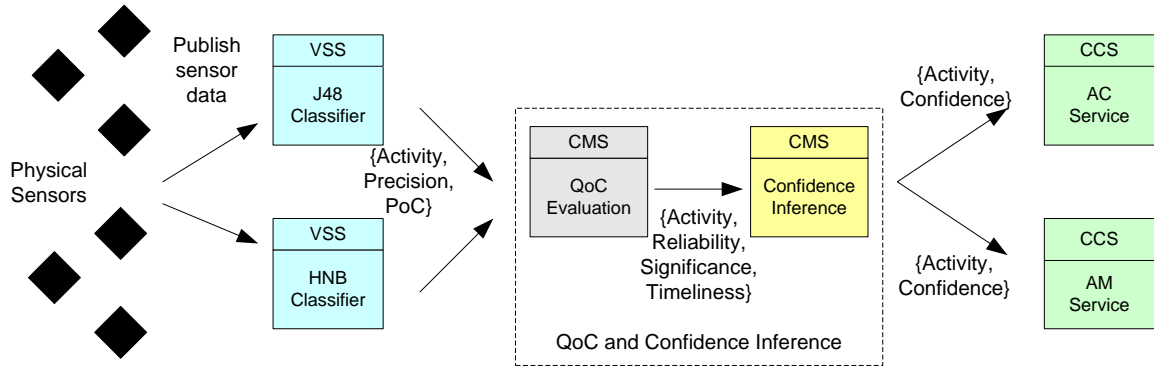 Publish
sensor
data
Physical
Sensors
VSS
J48
Classifier
VSS
HNB
Classifier
{Activity,
Precision,
PoC}
CMS
QoC
Evaluation
{Activity,
Reliability,
Significance,
Timeliness}
CMS
Confidence
Inference
QoC and Confidence Inference
{Activity,
Confidence}
{Activity,
Confidence}
CCS
AC
Service
CCS
AM
Service